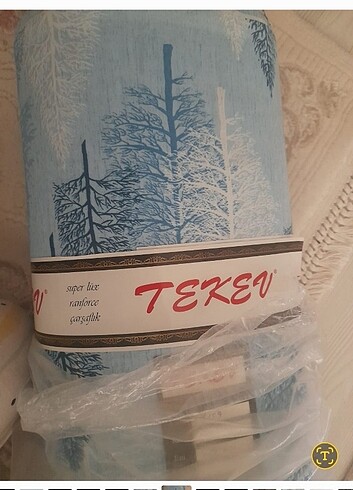 super lüx
ranforce
çarşaflık
TEKEV®
V®